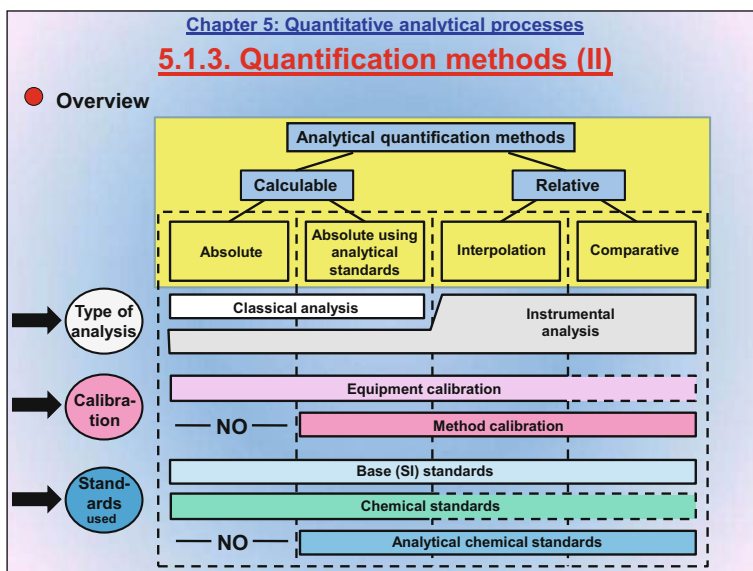 Chapter 5: Quantitative analytical processes
5.1.3. Quantification methods (II)
Overview
Analytical quantification methods
Calculable
Relative
Absolute
Absolute using
analytical
standards
Interpolation
Comparative
Type of
analysis
Classical analysis
Instrumental
analysis
Calibra-
tion
Equipment calibration
NO
Method calibration
Stand-
ards
used
Base (SI) standards
Chemical standards
NO
Analytical chemical standards